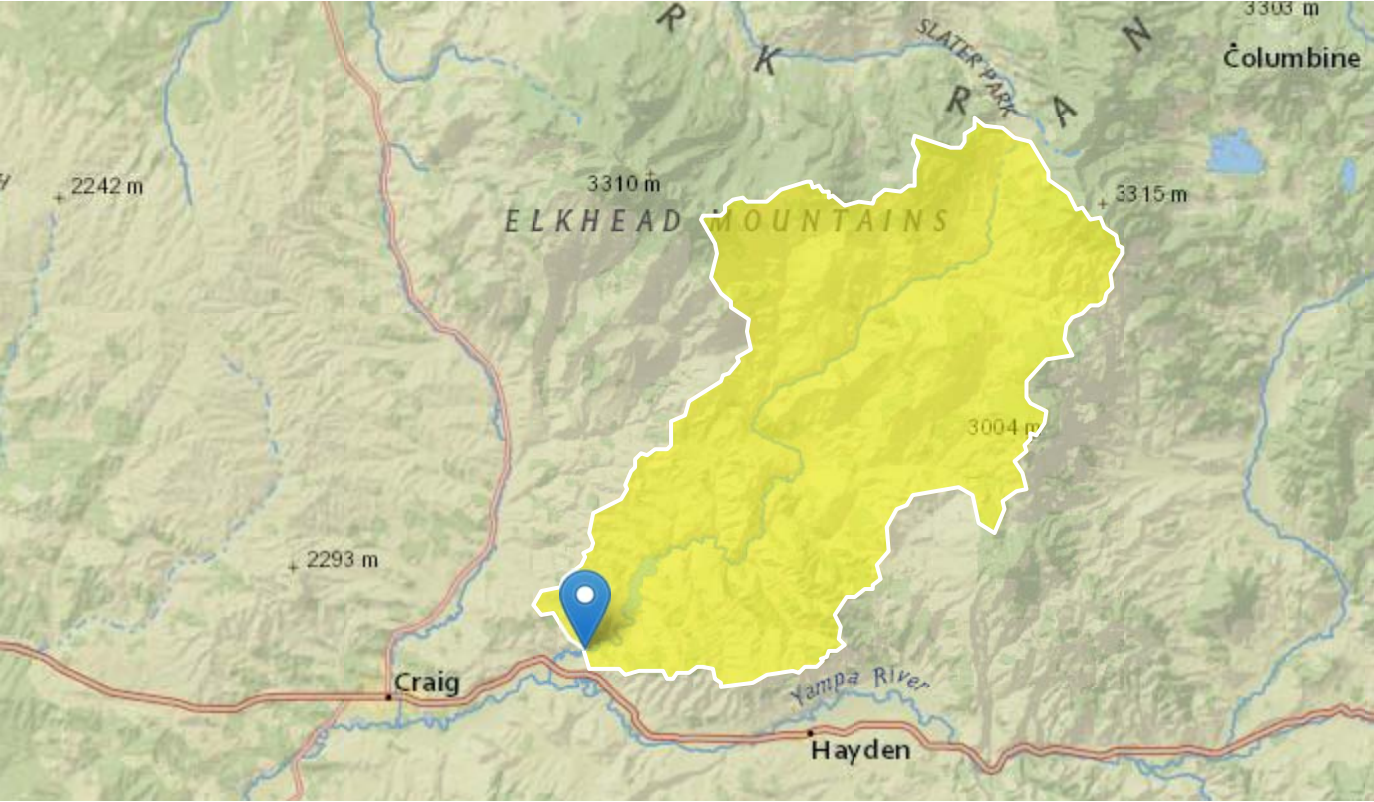 3303 m
R K R A N
SLATER PARK
Columbine
2242 m
3310 m
3315 m
ELKHEAD MOUNTAINS
3004 m
2293 m
Craig
Yampa River
Hayden